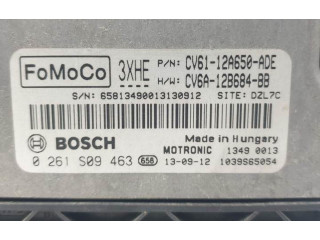 FoMoCo 3XHE P/N: CV61-12A650-ADE
H/W: CV6A-12B684-BB
S/N: 65813490013130912 SITE: DZL7C
BOSCH Made in Hungary
MOTRONIC 1349 0013
0 261 S09 463 658 13-09-12 1039S65054